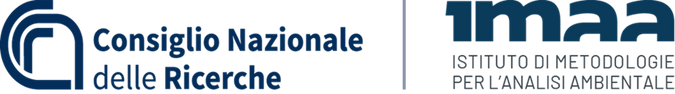 Consiglio Nazionale
delle Ricerche
imaa
ISTITUTO DI METODOLOGIE
PER L'ANALISI AMBIENTALE